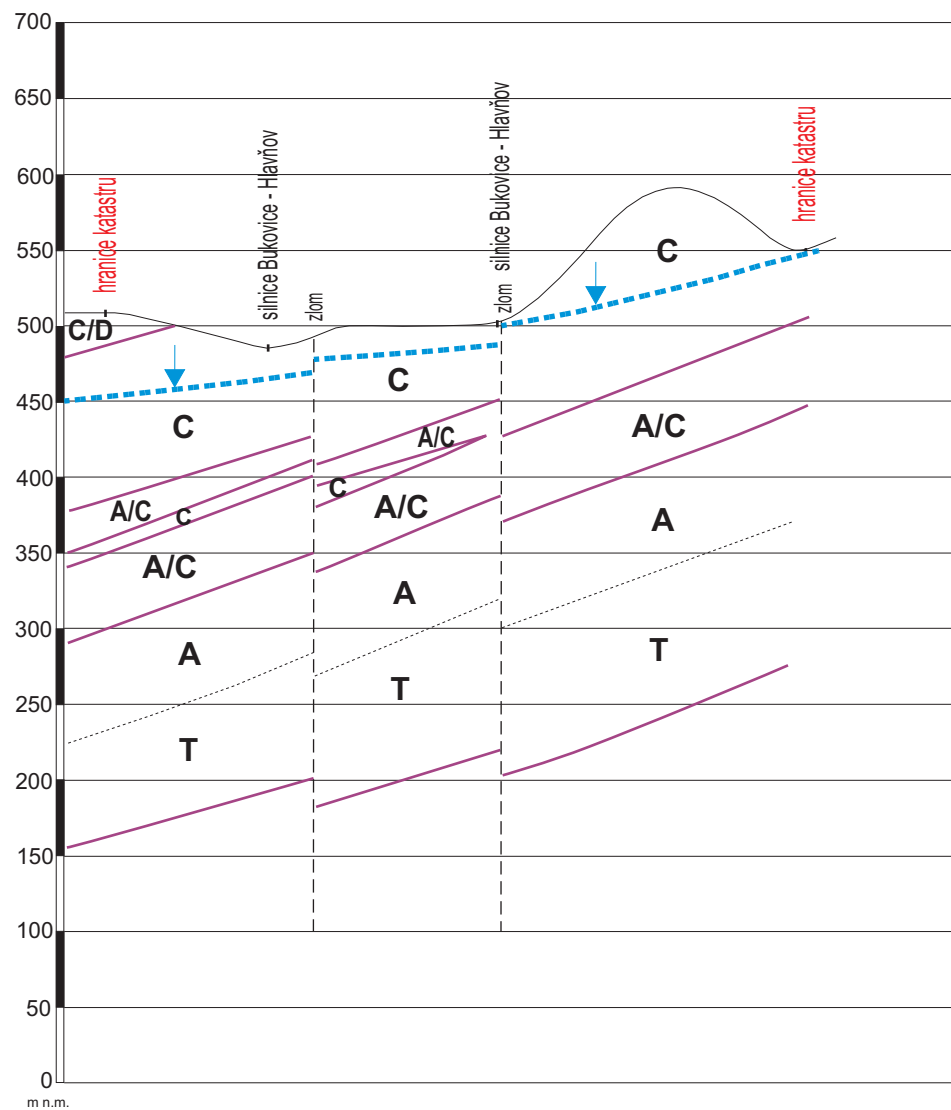 700
650
600
550
500
450
400
350
300
250
200
150
100
50
0
m n.m.
hranice katastru
silnice Bukovice - Hlavňov
zlom
silnice Bukovice - Hlavňov
zlom
hranice katastru
C
C/D
C
C
A/C
A/C
C
C
A/C
A/C
A/C
A
A
A
T
T
T